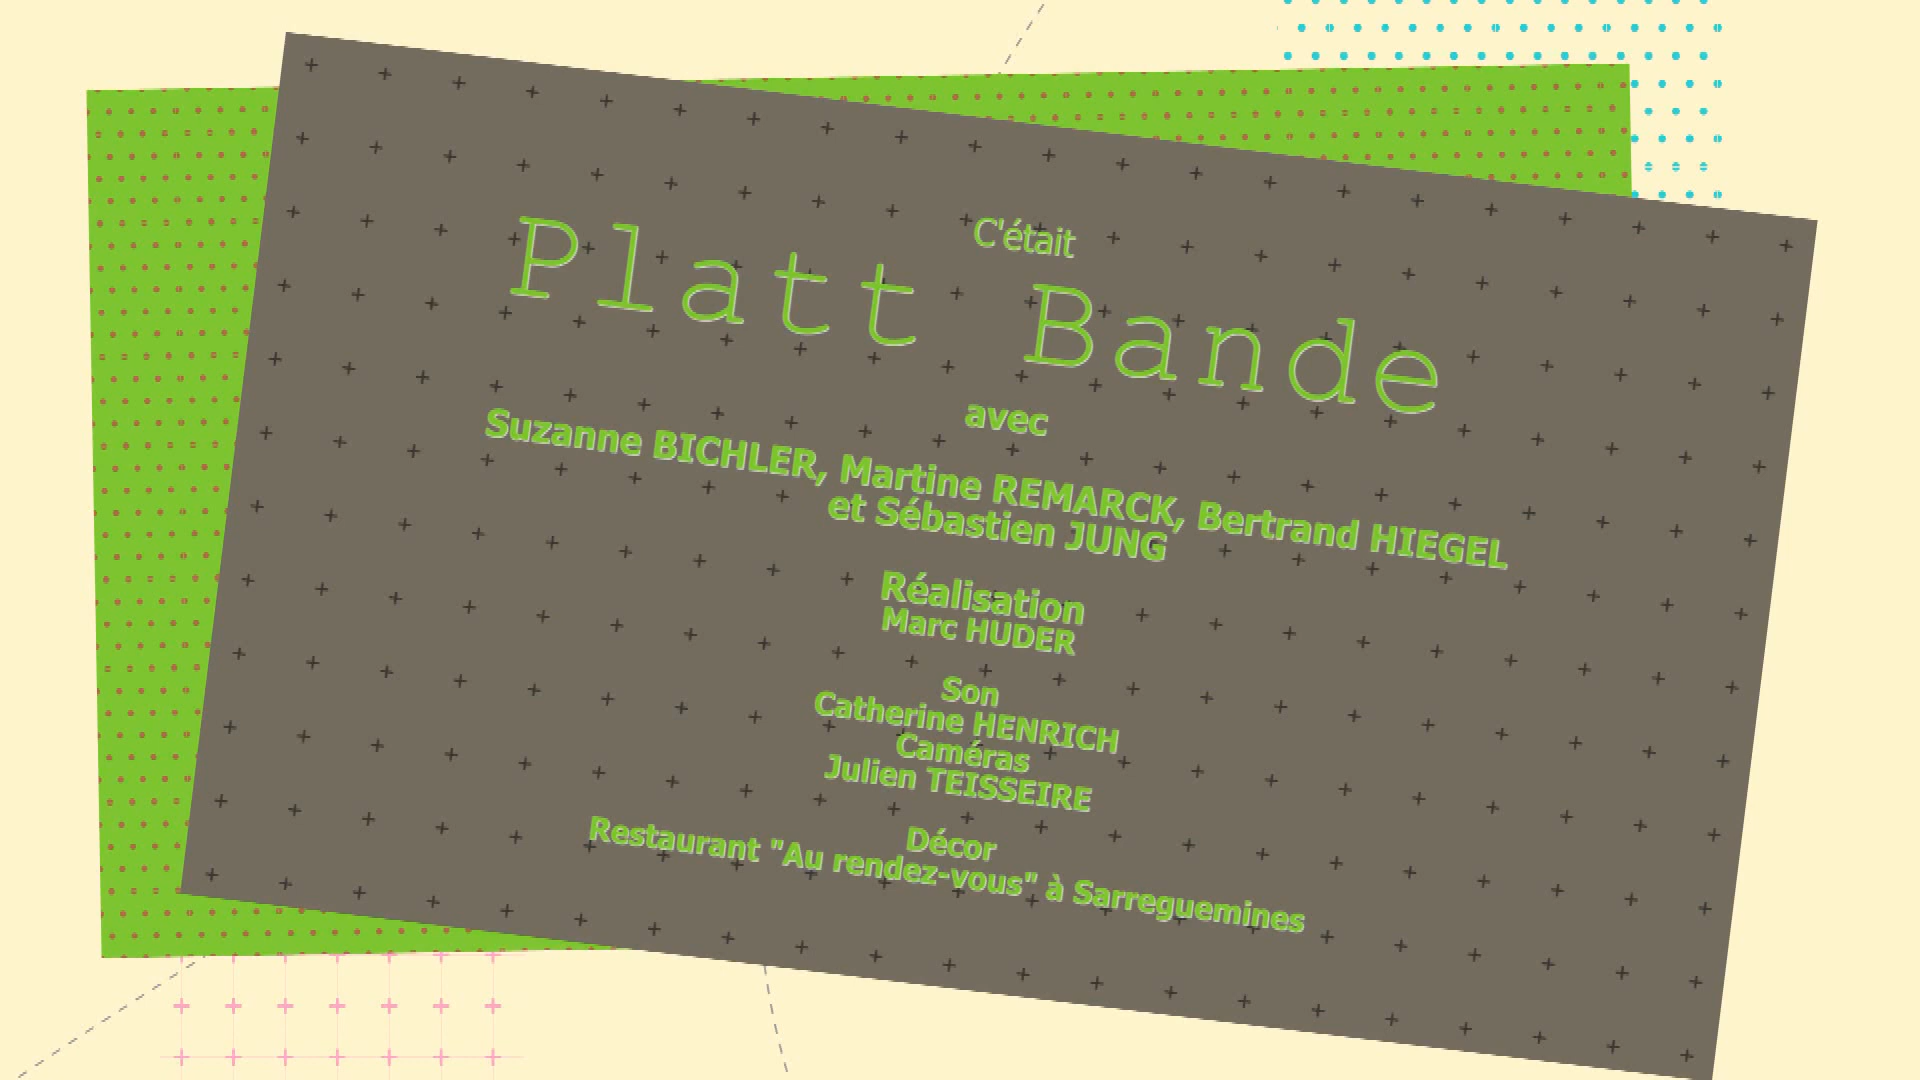 C'était
Platt Bande
avec
Suzanne BICHLER, Martine REMARCK, Bertrand HIEGEL
et Sébastien JUNG
Réalisation
Marc HUDER
Son
Catherine HENRICH
Caméras
Julien TEISSEIRE
Décor
Restaurant "Au rendez-vous" à Sarreguemines